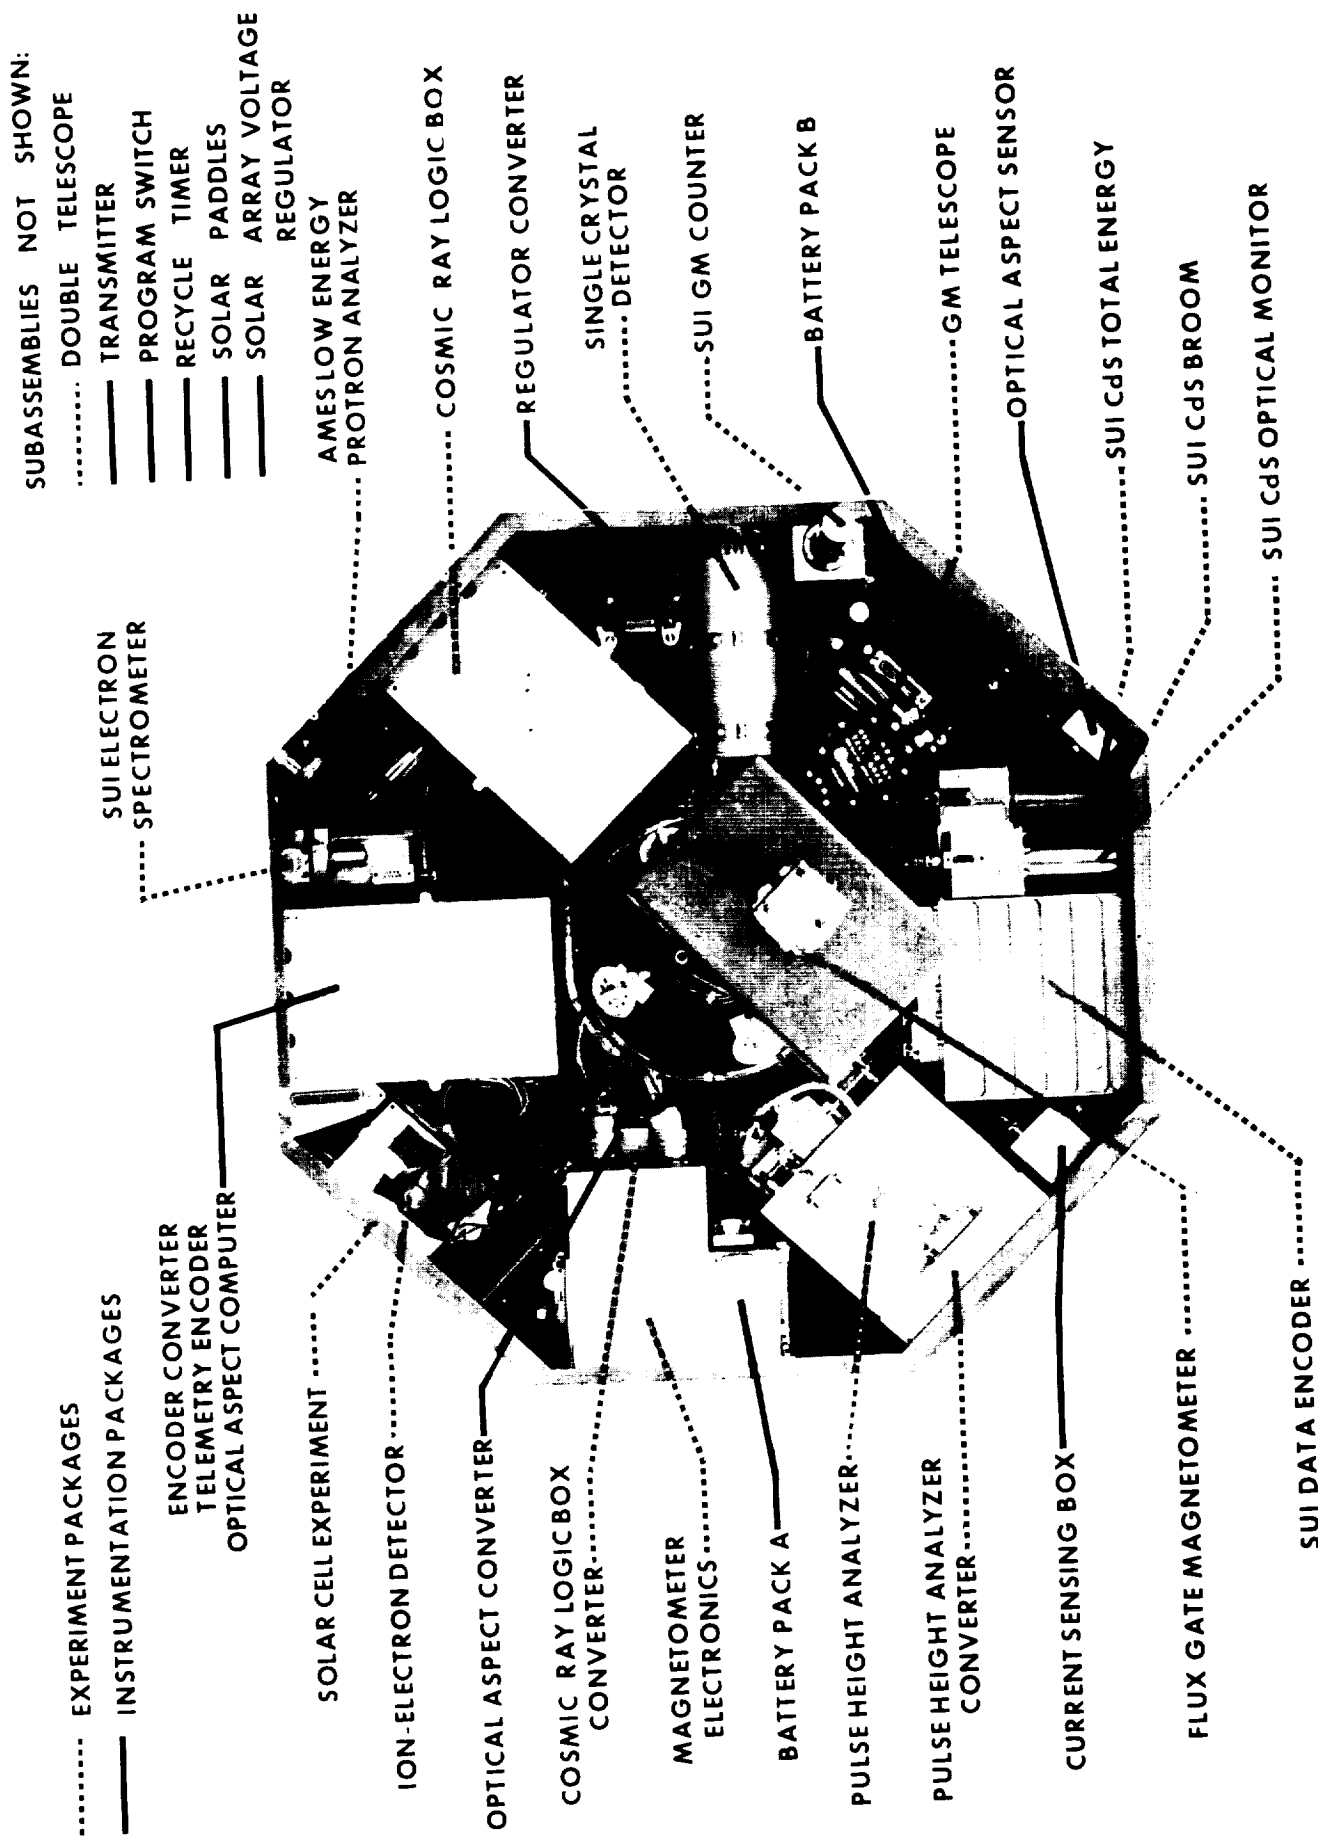 EXPERIMENT PACKAGES
INSTRUMENTATION PACKAGES
SUBASSEMBLIES NOT SHOWN:
DOUBLE TELESCOPE
TRANSMITTER
PROGRAM SWITCH
RECYCLE TIMER
SOLAR PADDLES
SOLAR ARRAY VOLTAGE
REGULATOR
ENCODER CONVERTER
TELEMETRY ENCODER
OPTICAL ASPECT COMPUTER
SOLAR CELL EXPERIMENT
ION-ELECTRON DETECTOR
OPTICAL ASPECT CONVERTER
COSMIC RAY LOGIC BOX
CONVERTER
MAGNETOMETER
ELECTRONICS
BATTERY PACK A
PULSE HEIGHT ANALYZER
PULSE HEIGHT ANALYZER
CONVERTER
CURRENT SENSING BOX
FLUX GATE MAGNETOMETER
SUI DATA ENCODER
SUI ELECTRON
SPECTROMETER
AMES LOW ENERGY
PROTRON ANALYZER
COSMIC RAY LOGIC BOX
REGULATOR CONVERTER
SINGLE CRYSTAL
DETECTOR
SUI GM COUNTER
BATTERY PACK B
GM TELESCOPE
OPTICAL ASPECT SENSOR
SUI CdS TOTAL ENERGY
SUI CdS BROOM
SUI CdS OPTICAL MONITOR